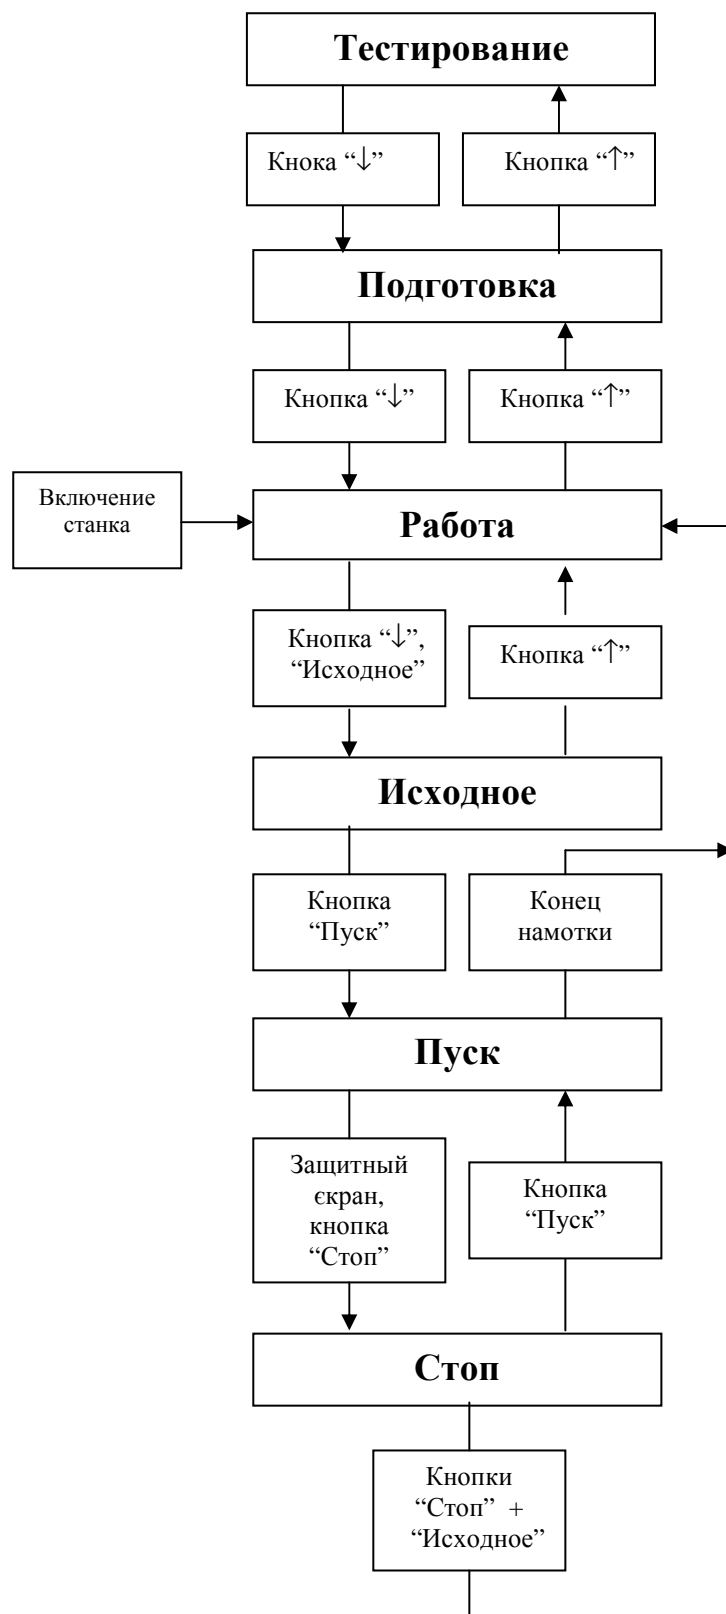 Тестирование
Кнока “↓”
Кнопка “↑”
Подготовка
Кнопка “↓”
Кнопка “↑”
Включение
станка
Работа
Кнопка “↓”,
“Исходное”
Кнопка “↑”
Исходное
Кнопка
“Пуск”
Конец
намотки
Пуск
Защитный
єкран,
кнопка
“Стоп”
Кнопка
“Пуск”
Стоп
Кнопки
“Стоп” +
“Исходное”